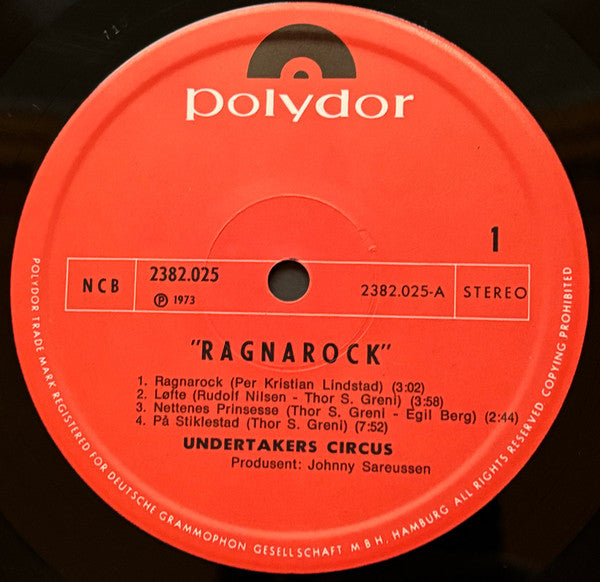 polydor
1
NCB
2382.025
Ⓟ 1973
2382.025-A
STEREO
"RAGNAROCK"
1. Ragnarock (Per Kristian Lindstad) (3:02)
2. Løfte (Rudolf Nilsen - Thor S. Greni) (3:58)
3. Nettenes Prinsesse (Thor S. Greni - Egil Berg) (2:44)
4. På Stiklestad (Thor S. Greni) (7:52)
UNDERTAKERS CIRCUS
Produsent: Johnny Sareussen
POLYDOR TRADE MARK REGISTERED FOR DEUTSCHE GRAMMOPHON GESELLSCHAFT M B H, HAMBURG ALL RIGHTS RESERVED COPYING PROHIBITED